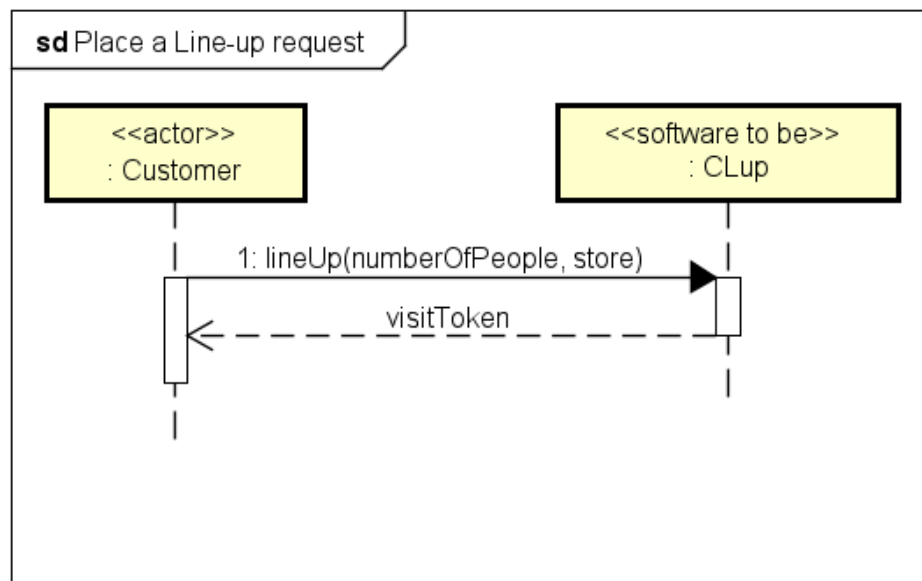 sd Place a Line-up request
<<actor>>
: Customer
<<software to be>>
: CLup
1: lineUp(numberOfPeople, store)
visitToken